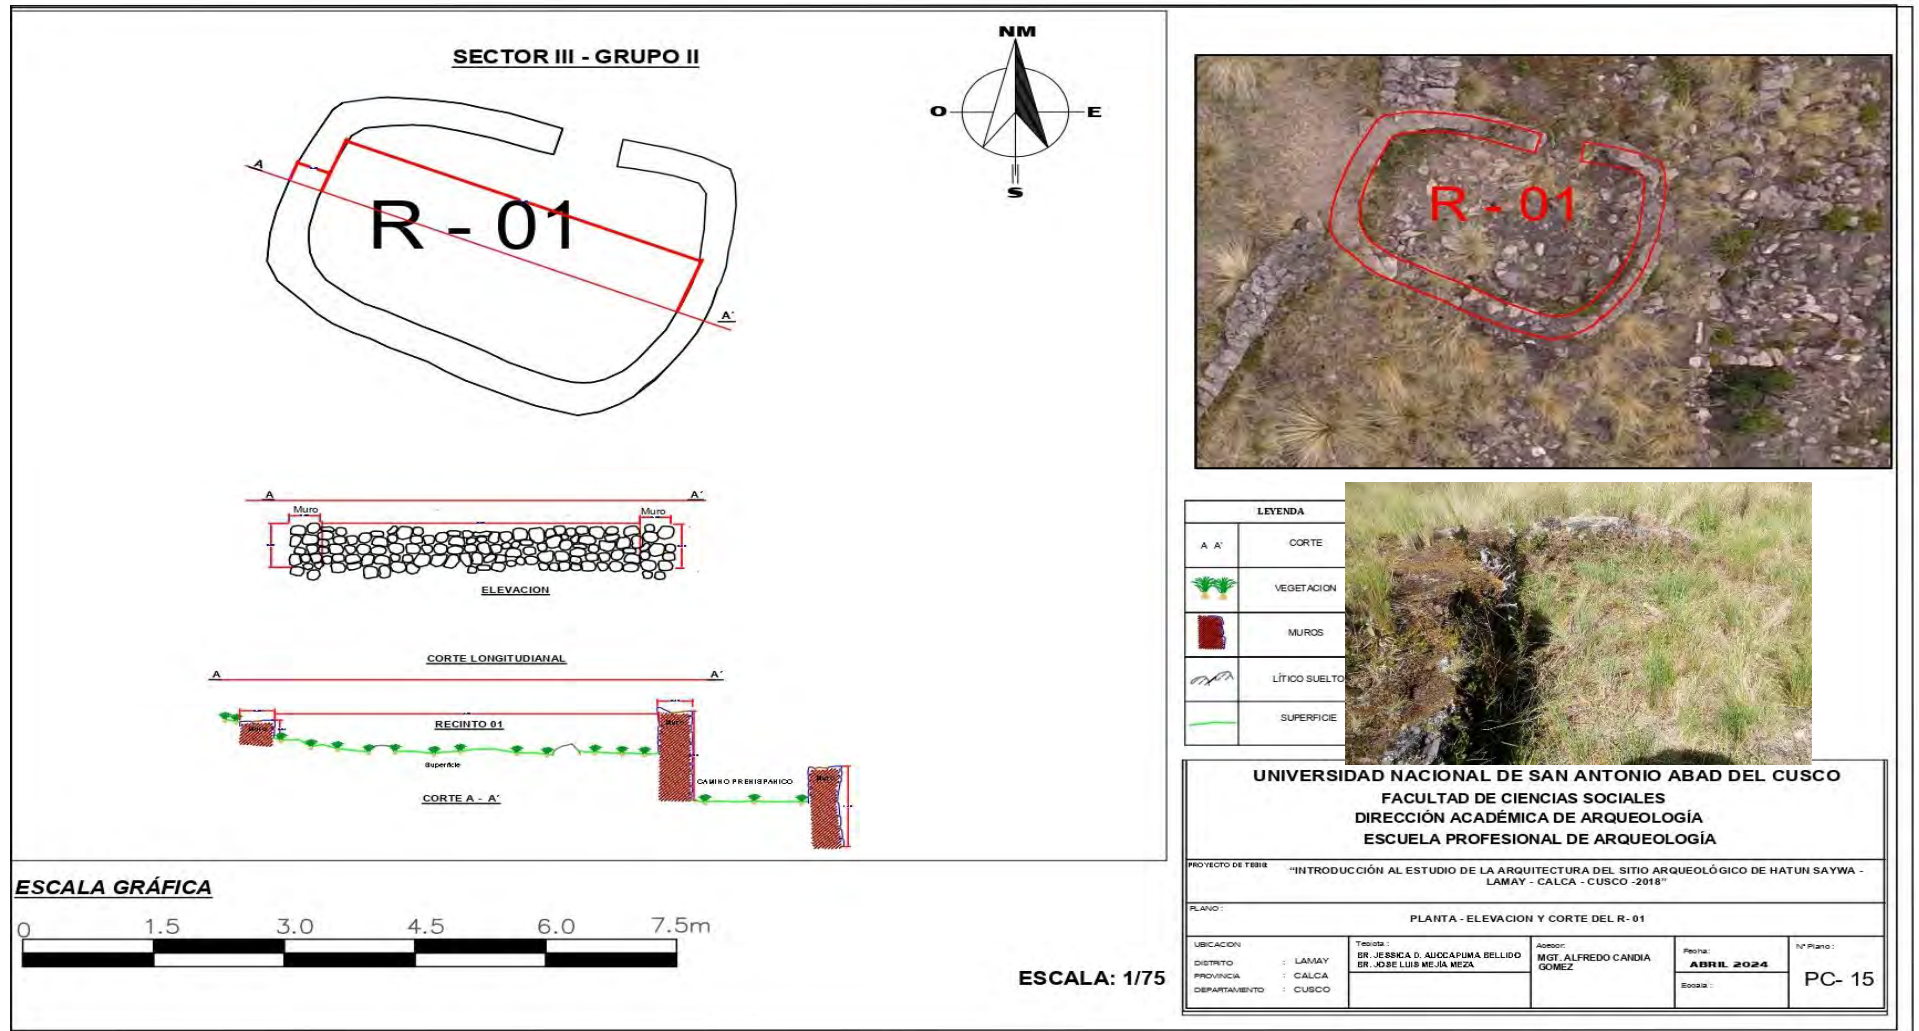 SECTOR III - GRUPO II
NM
O
E
S
A
R - 01
A´
A
A´
Muro
Muro
ELEVACION
CORTE LONGITUDIANAL
A
A´
RECINTO 01
Muro
Muro
Superficie
CAMINO PREHISPANICO
Muro
CORTE A - A´
ESCALA GRÁFICA
0 1.5 3.0 4.5 6.0 7.5m
ESCALA: 1/75
R - 01
LEYENDA
A A' CORTE
VEGETACION
MUROS
LÍTICO SUELTO
SUPERFICIE
UNIVERSIDAD NACIONAL DE SAN ANTONIO ABAD DEL CUSCO
FACULTAD DE CIENCIAS SOCIALES
DIRECCIÓN ACADÉMICA DE ARQUEOLOGÍA
ESCUELA PROFESIONAL DE ARQUEOLOGÍA
PROYECTO DE TESIS: “INTRODUCCIÓN AL ESTUDIO DE LA ARQUITECTURA DEL SITIO ARQUEOLÓGICO DE HATUN SAYWA -
LAMAY - CALCA - CUSCO -2018”
PLANO :
PLANTA - ELEVACION Y CORTE DEL R- 01
UBICACION
DISTRITO : LAMAY
PROVINCIA : CALCA
DEPARTAMENTO : CUSCO
Tesista :
BR. JESSICA D. AUCCAPUMA BELLIDO
BR. JOSE LUIS MEJÍA MEZA
Asesor:
MGT. ALFREDO CANDIA
GOMEZ
Fecha:
ABRIL 2024
Escala :
N° Plano :
PC- 15